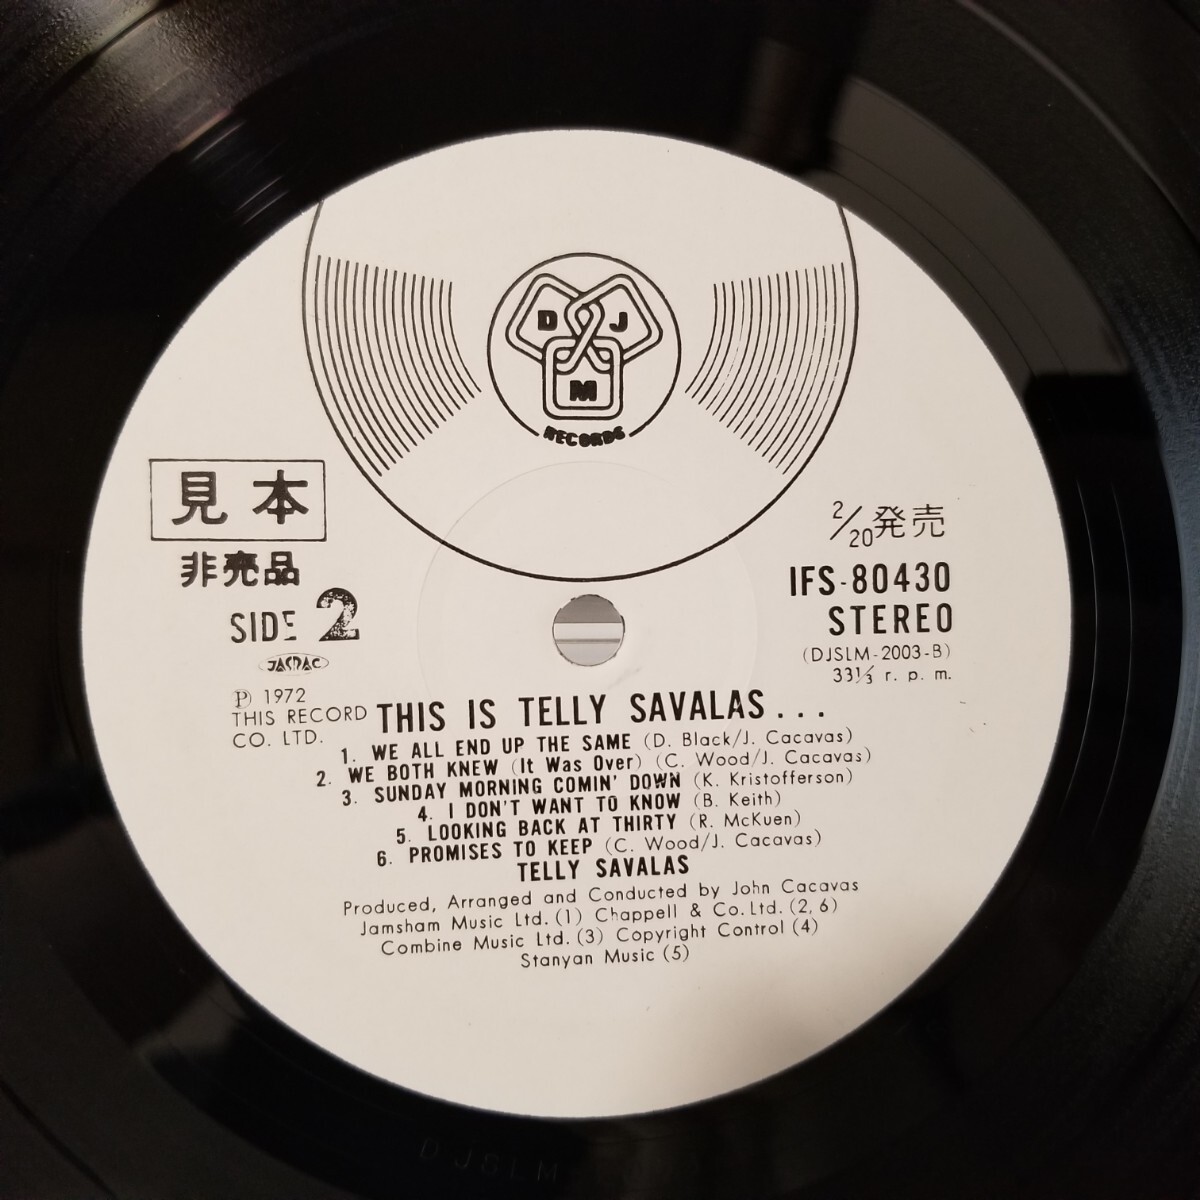 D J
M
RECORDS
見本
非売品
SIDE 2
JASRAC
Ⓟ 1972
THIS RECORD
CO. LTD.
2/20発売
IFS-80430
STEREO
(DJSLM-2003-B)
33⅓ r. p. m.
THIS IS TELLY SAVALAS...
1. WE ALL END UP THE SAME (D. Black/J. Cacavas)
2. WE BOTH KNEW (It Was Over) (C. Wood/J. Cacavas)
3. SUNDAY MORNING COMIN' DOWN (K. Kristofferson)
4. I DON'T WANT TO KNOW (B. Keith)
5. LOOKING BACK AT THIRTY (R. McKuen)
6. PROMISES TO KEEP (C. Wood/J. Cacavas)
TELLY SAVALAS
Produced, Arranged and Conducted by John Cacavas
Jamsham Music Ltd. (1) Chappell & Co. Ltd. (2, 6)
Combine Music Ltd. (3) Copyright Control (4)
Stanyan Music (5)
DJSLM